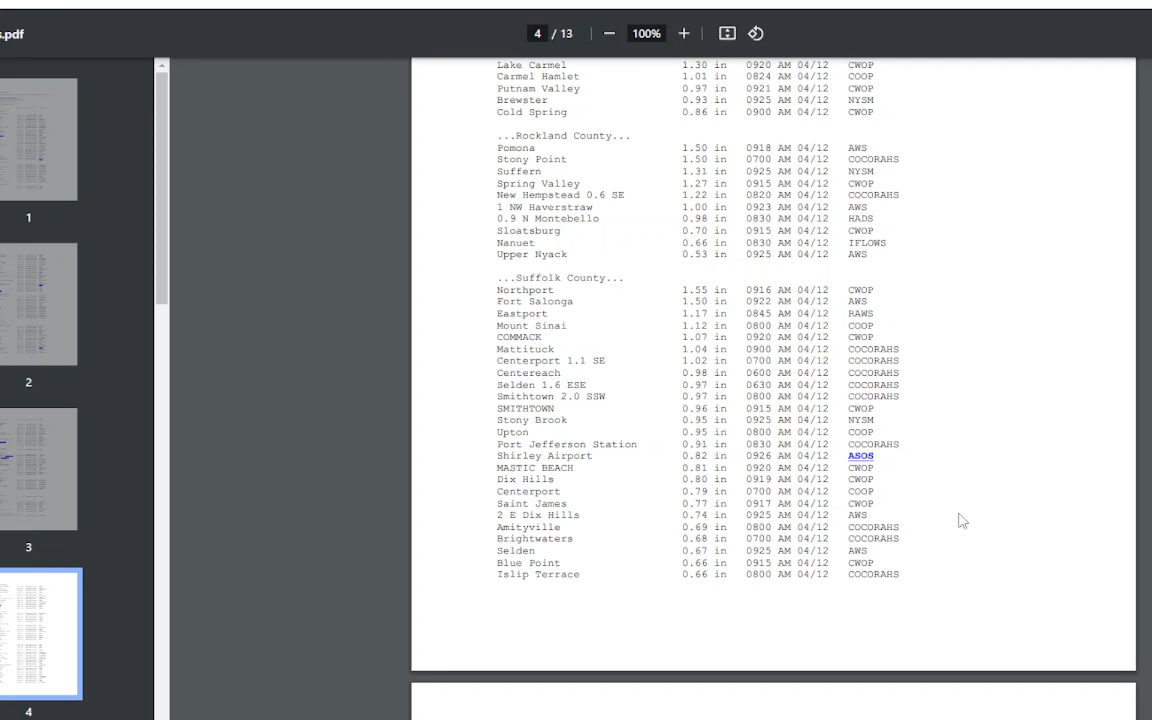 s.pdf
4 / 13
100%
Lake Carmel 1.30 in 0920 AM 04/12 CWOP
Carmel Hamlet 1.01 in 0824 AM 04/12 COOP
Putnam Valley 0.97 in 0921 AM 04/12 CWOP
Brewster 0.93 in 0925 AM 04/12 NYSM
Cold Spring 0.86 in 0900 AM 04/12 CWOP
...Rockland County...
Pomona 1.50 in 0918 AM 04/12 AWS
Stony Point 1.50 in 0700 AM 04/12 COCORAHS
Suffern 1.31 in 0925 AM 04/12 NYSM
Spring Valley 1.27 in 0915 AM 04/12 CWOP
New Hempstead 0.6 SE 1.22 in 0820 AM 04/12 COCORAHS
1 NW Haverstraw 1.00 in 0923 AM 04/12 AWS
0.9 N Montebello 0.98 in 0830 AM 04/12 HADS
Sloatsburg 0.70 in 0915 AM 04/12 CWOP
Nanuet 0.66 in 0830 AM 04/12 IFLOWS
Upper Nyack 0.53 in 0925 AM 04/12 AWS
...Suffolk County...
Northport 1.55 in 0916 AM 04/12 CWOP
Fort Salonga 1.50 in 0922 AM 04/12 AWS
Eastport 1.17 in 0845 AM 04/12 RAWS
Mount Sinai 1.12 in 0800 AM 04/12 COOP
COMMACK 1.07 in 0920 AM 04/12 CWOP
Mattituck 1.04 in 0900 AM 04/12 COCORAHS
Centerport 1.1 SE 1.02 in 0700 AM 04/12 COCORAHS
Centereach 0.98 in 0600 AM 04/12 COCORAHS
Selden 1.6 ESE 0.97 in 0630 AM 04/12 COCORAHS
Smithtown 2.0 SSW 0.97 in 0800 AM 04/12 COCORAHS
SMITHTOWN 0.96 in 0915 AM 04/12 CWOP
Stony Brook 0.95 in 0925 AM 04/12 NYSM
Upton 0.95 in 0800 AM 04/12 COOP
Port Jefferson Station 0.91 in 0830 AM 04/12 COCORAHS
Shirley Airport 0.82 in 0926 AM 04/12 ASOS
MASTIC BEACH 0.81 in 0920 AM 04/12 CWOP
Dix Hills 0.80 in 0919 AM 04/12 CWOP
Centerport 0.79 in 0700 AM 04/12 COOP
Saint James 0.77 in 0917 AM 04/12 CWOP
2 E Dix Hills 0.74 in 0925 AM 04/12 AWS
Amityville 0.69 in 0800 AM 04/12 COCORAHS
Brightwaters 0.68 in 0700 AM 04/12 COCORAHS
Selden 0.67 in 0925 AM 04/12 AWS
Blue Point 0.66 in 0915 AM 04/12 CWOP
Islip Terrace 0.66 in 0800 AM 04/12 COCORAHS
1
2
3
4